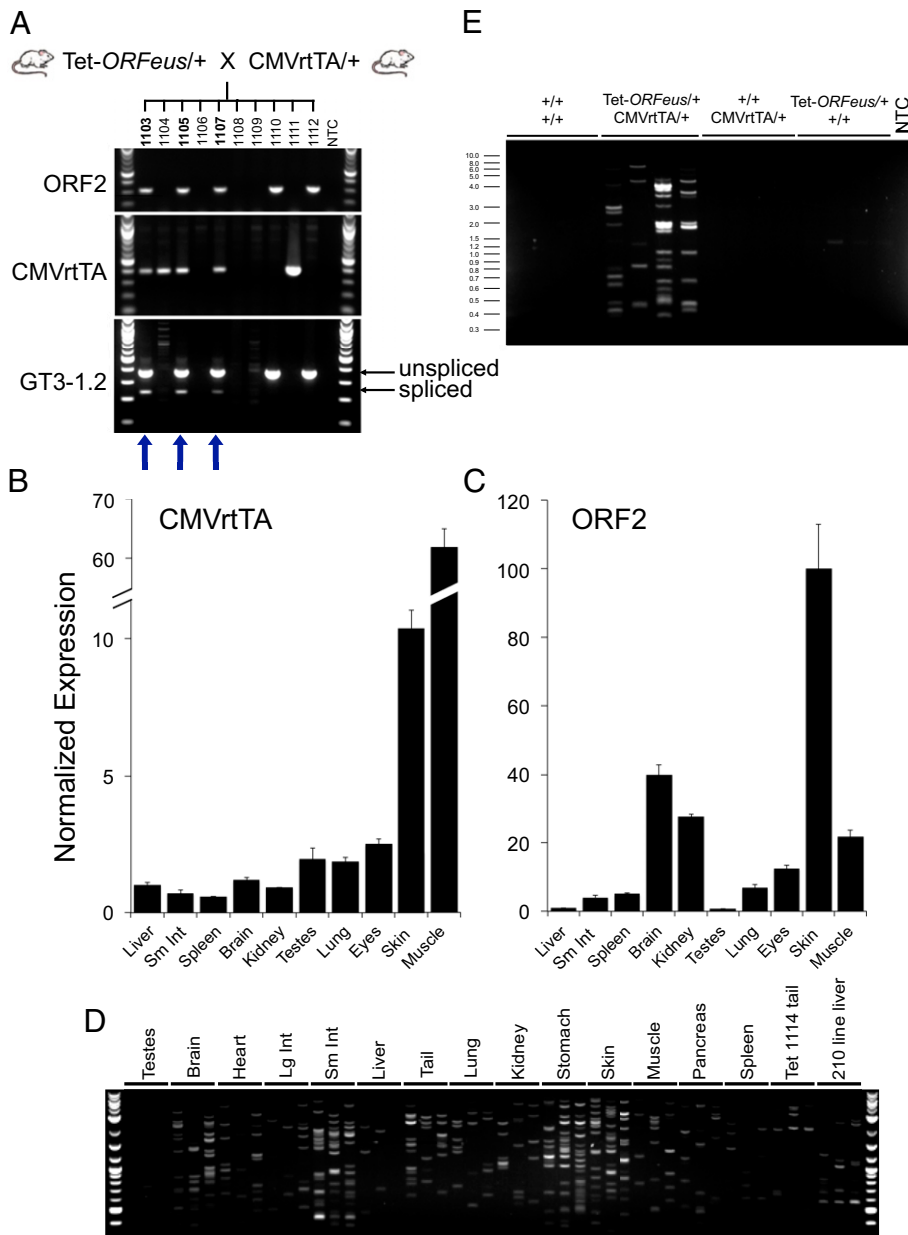 A
Tet-ORFeus/+ X CMVrtTA/+
1103 1104 1105 1106 1107 1108 1109 1110 1111 1112 NTC
ORF2
CMVrtTA
GT3-1.2
unspliced
spliced
E
+/+ Tet-ORFeus/+ +/+ Tet-ORFeus/+ NTC
+/+ CMVrtTA/+ CMVrtTA/+ +/+
10.0
8.0
6.0
5.0
4.0
3.0
2.0
1.5
1.2
1.0
0.9
0.8
0.7
0.6
0.5
0.4
0.3
B
CMVrtTA
Normalized Expression
70
60
10
5
0
Liver Sm Int Spleen Brain Kidney Testes Lung Eyes Skin Muscle
C
ORF2
120
100
80
60
40
20
0
Liver Sm Int Spleen Brain Kidney Testes Lung Eyes Skin Muscle
D
Testes Brain Heart Lg Int Sm Int Liver Tail Lung Kidney Stomach Skin Muscle Pancreas Spleen Tet 1114 tail 210 line liver